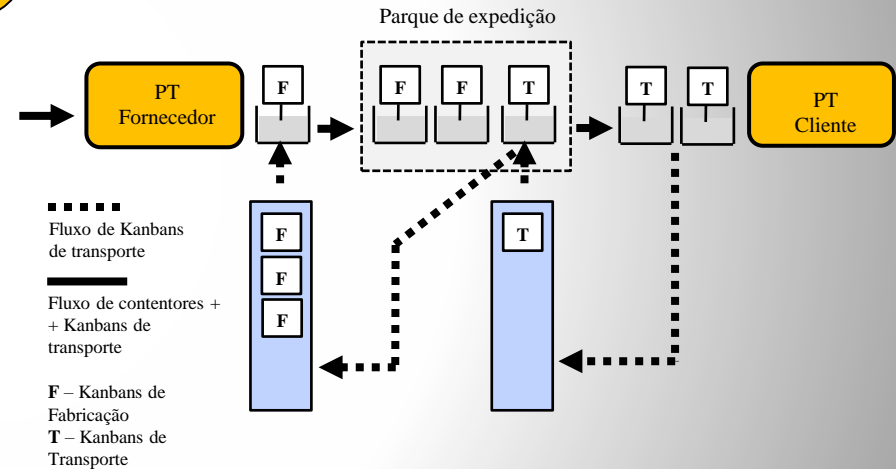 Parque de expedição
PT
Fornecedor
F
F
F
T
T
T
PT
Cliente
F
F
F
T
Fluxo de Kanbans
de transporte
Fluxo de contentores +
+ Kanbans de
transporte
F – Kanbans de
Fabricação
T – Kanbans de
Transporte